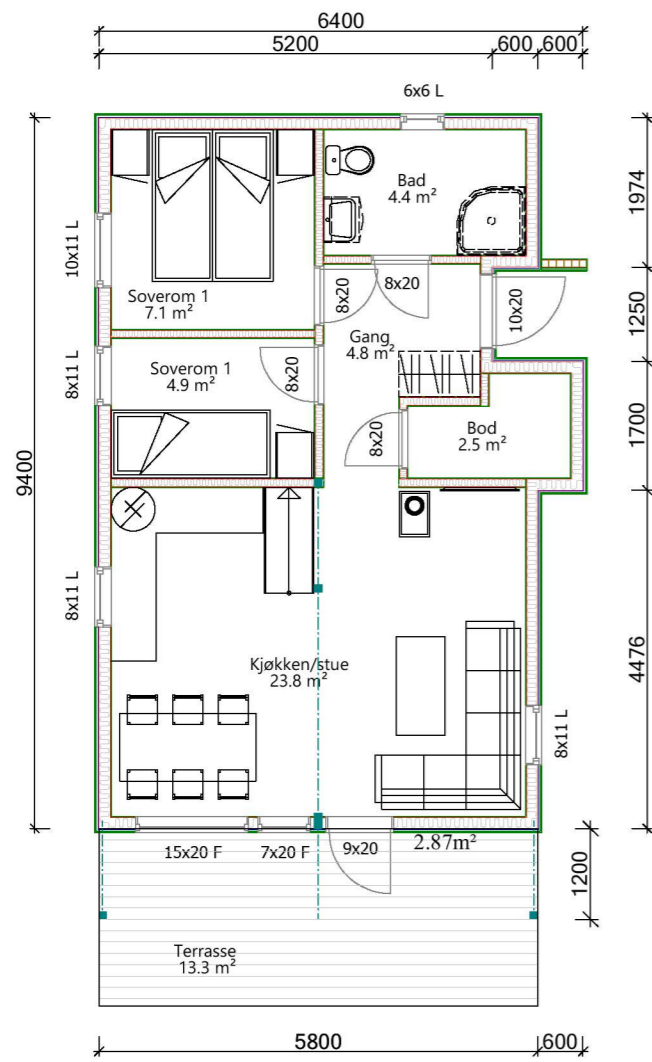 6400
5200
600
600
6x6 L
9400
10x11 L
8x11 L
8x11 L
Bad
4.4 m²
Soverom 1
7.1 m²
8x20
8x20
10x20
Gang
4.8 m²
Soverom 1
4.9 m²
8x20
8x20
Bod
2.5 m²
1974
1250
1700
4476
Kjøkken/stue
23.8 m²
8x11 L
15x20 F
7x20 F
9x20
2.87m²
1200
Terrasse
13.3 m²
5800
600